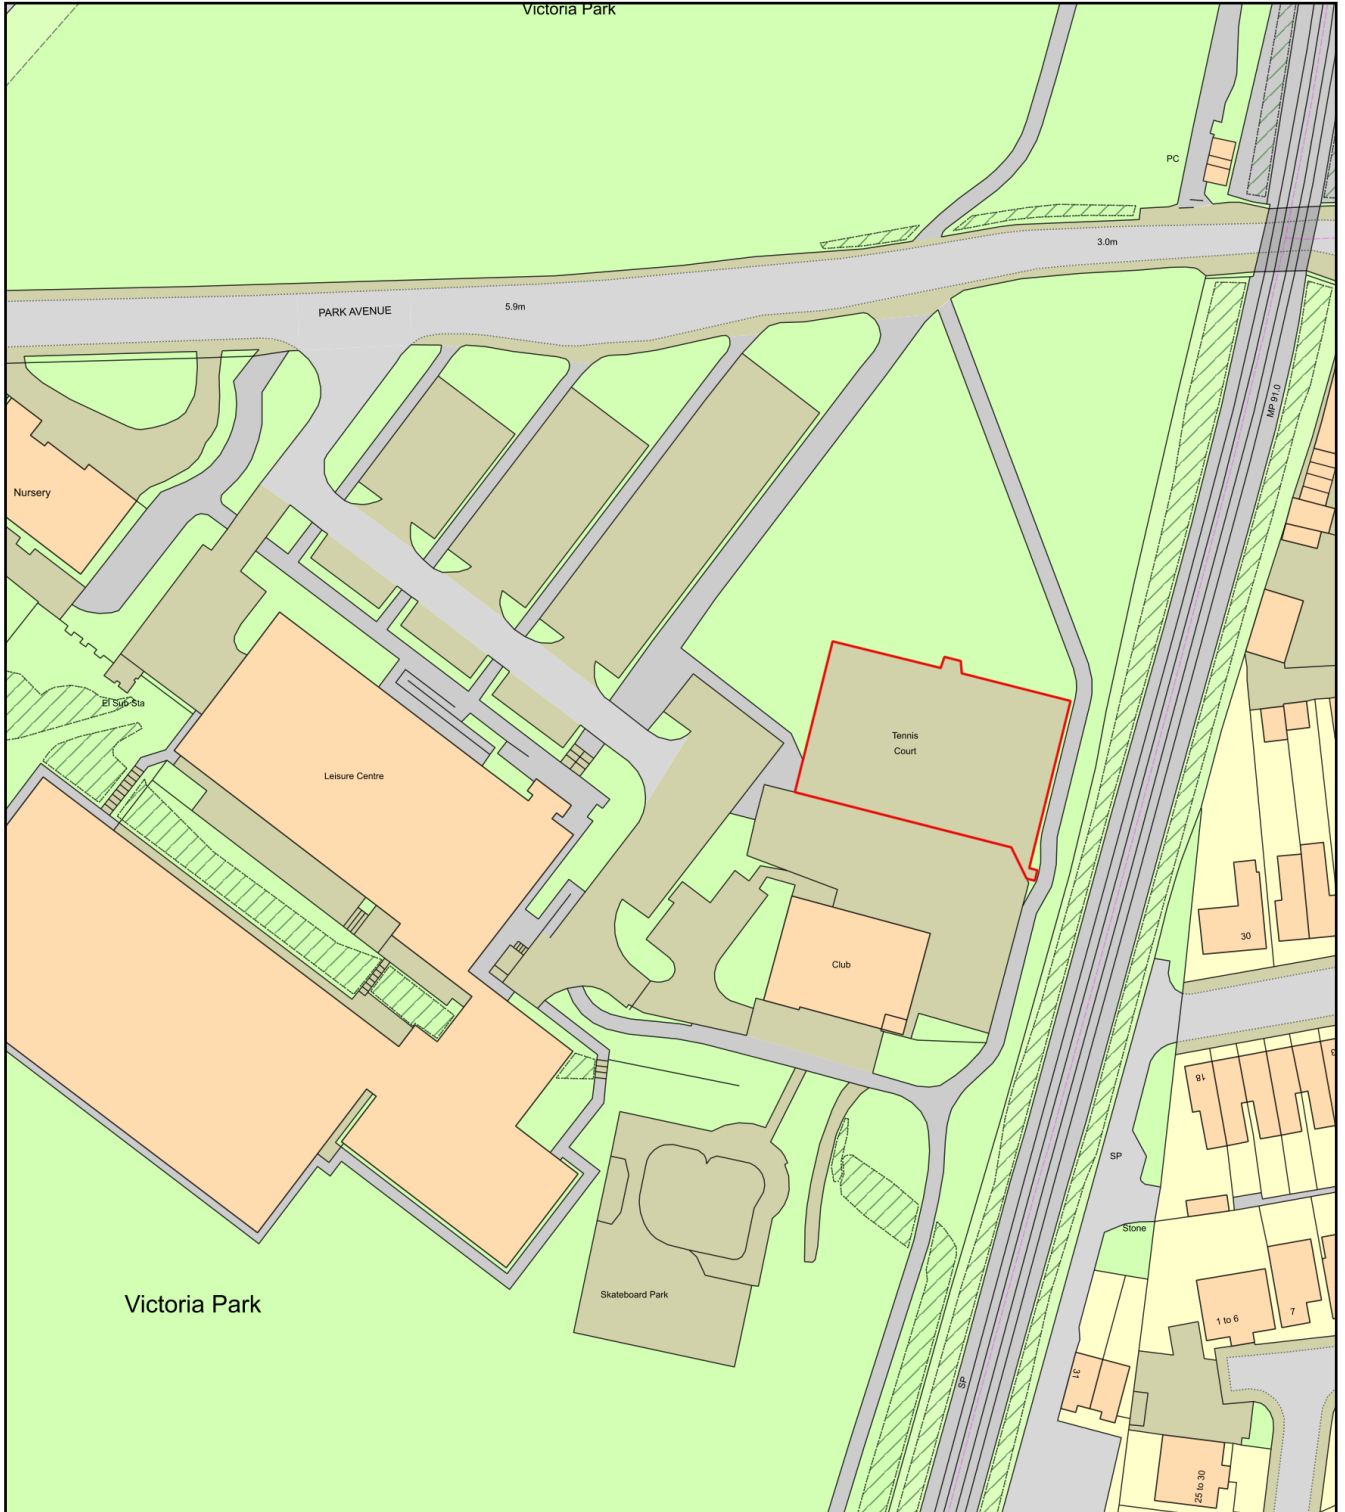 Victoria Park
PC
3.0m
5.9m
PARK AVENUE
MP 91.0
Nursery
El Sub Sta
Tennis
Court
Leisure Centre
30
Club
18
SP
Stone
Skateboard Park
Victoria Park
1 to 6
7
31
SP
25 to 30